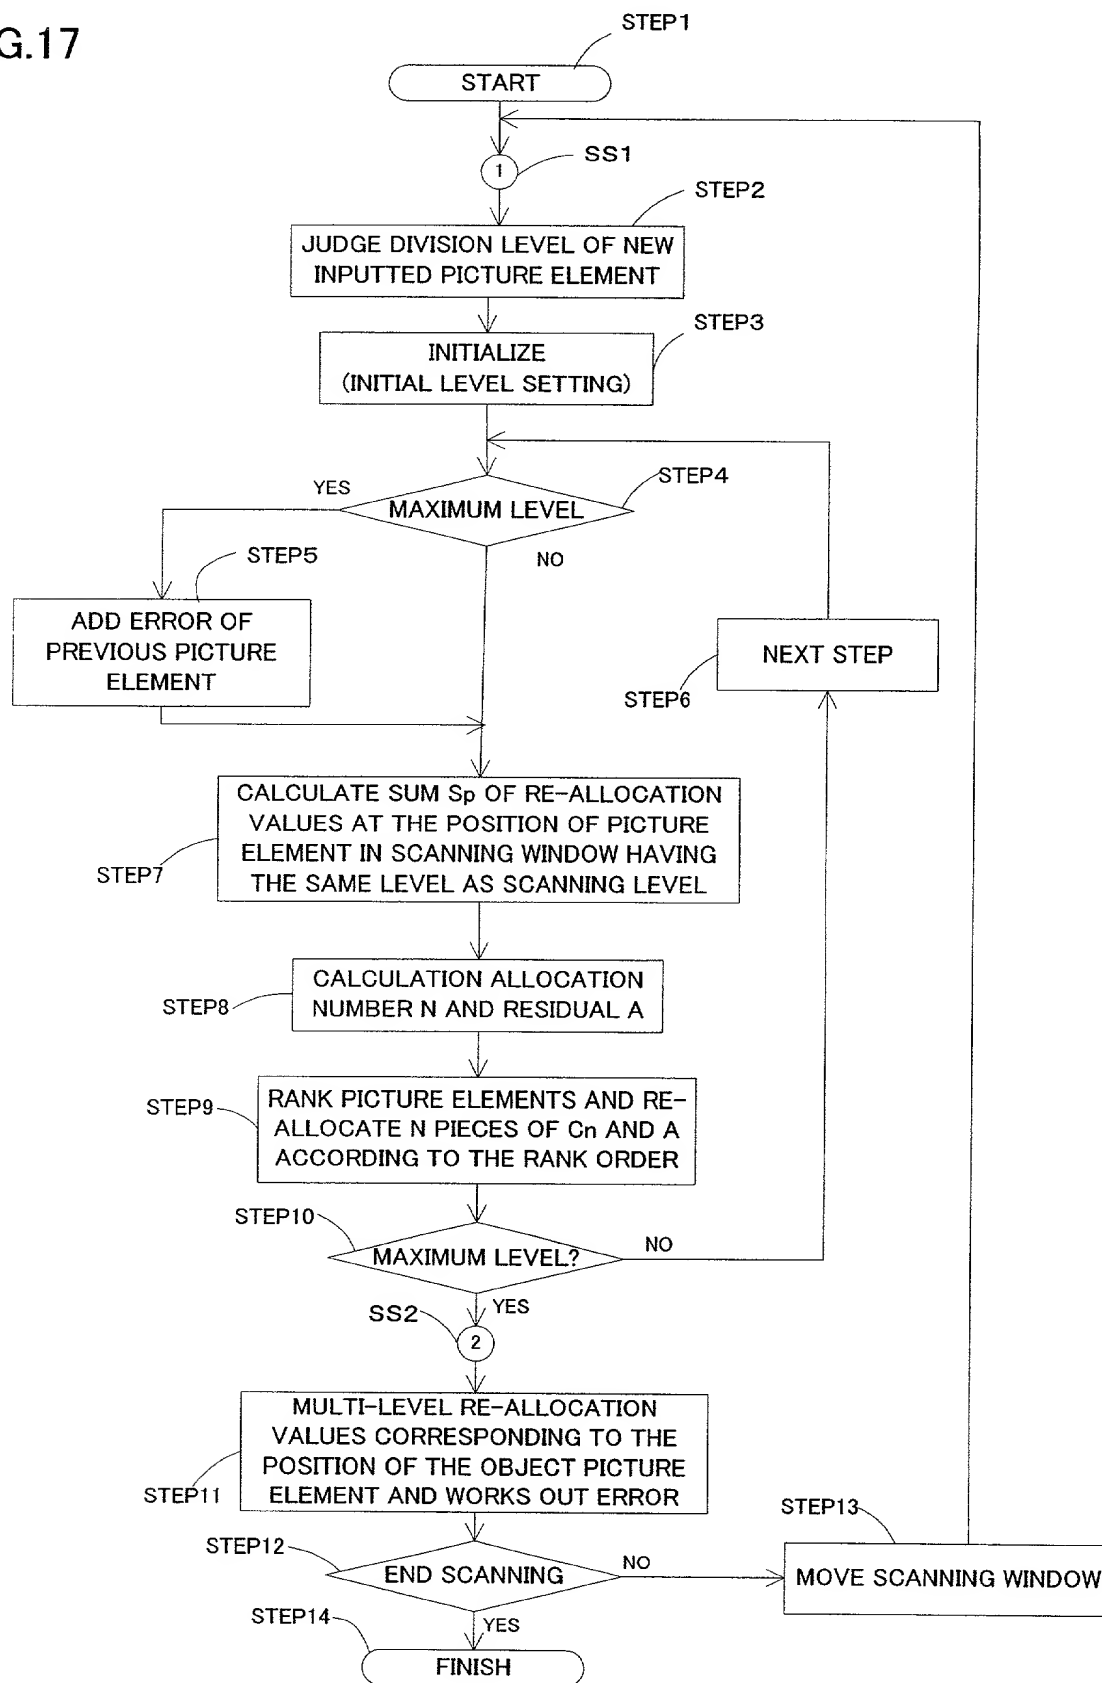 G.17
STEP1
START
SS1
1
STEP2
JUDGE DIVISION LEVEL OF NEW
INPUTTED PICTURE ELEMENT
STEP3
INITIALIZE
(INITIAL LEVEL SETTING)
STEP4
YES
MAXIMUM LEVEL
NO
STEP5
ADD ERROR OF
PREVIOUS PICTURE
ELEMENT
NEXT STEP
STEP6
CALCULATE SUM Sp OF RE-ALLOCATION
VALUES AT THE POSITION OF PICTURE
ELEMENT IN SCANNING WINDOW HAVING
THE SAME LEVEL AS SCANNING LEVEL
STEP7
CALCULATION ALLOCATION
NUMBER N AND RESIDUAL A
STEP8
RANK PICTURE ELEMENTS AND RE-
ALLOCATE N PIECES OF Cn AND A
ACCORDING TO THE RANK ORDER
STEP9
STEP10
MAXIMUM LEVEL?
NO
YES
SS2
2
MULTI-LEVEL RE-ALLOCATION
VALUES CORRESPONDING TO THE
POSITION OF THE OBJECT PICTURE
ELEMENT AND WORKS OUT ERROR
STEP11
STEP12
END SCANNING
NO
STEP13
MOVE SCANNING WINDOW
YES
STEP14
FINISH